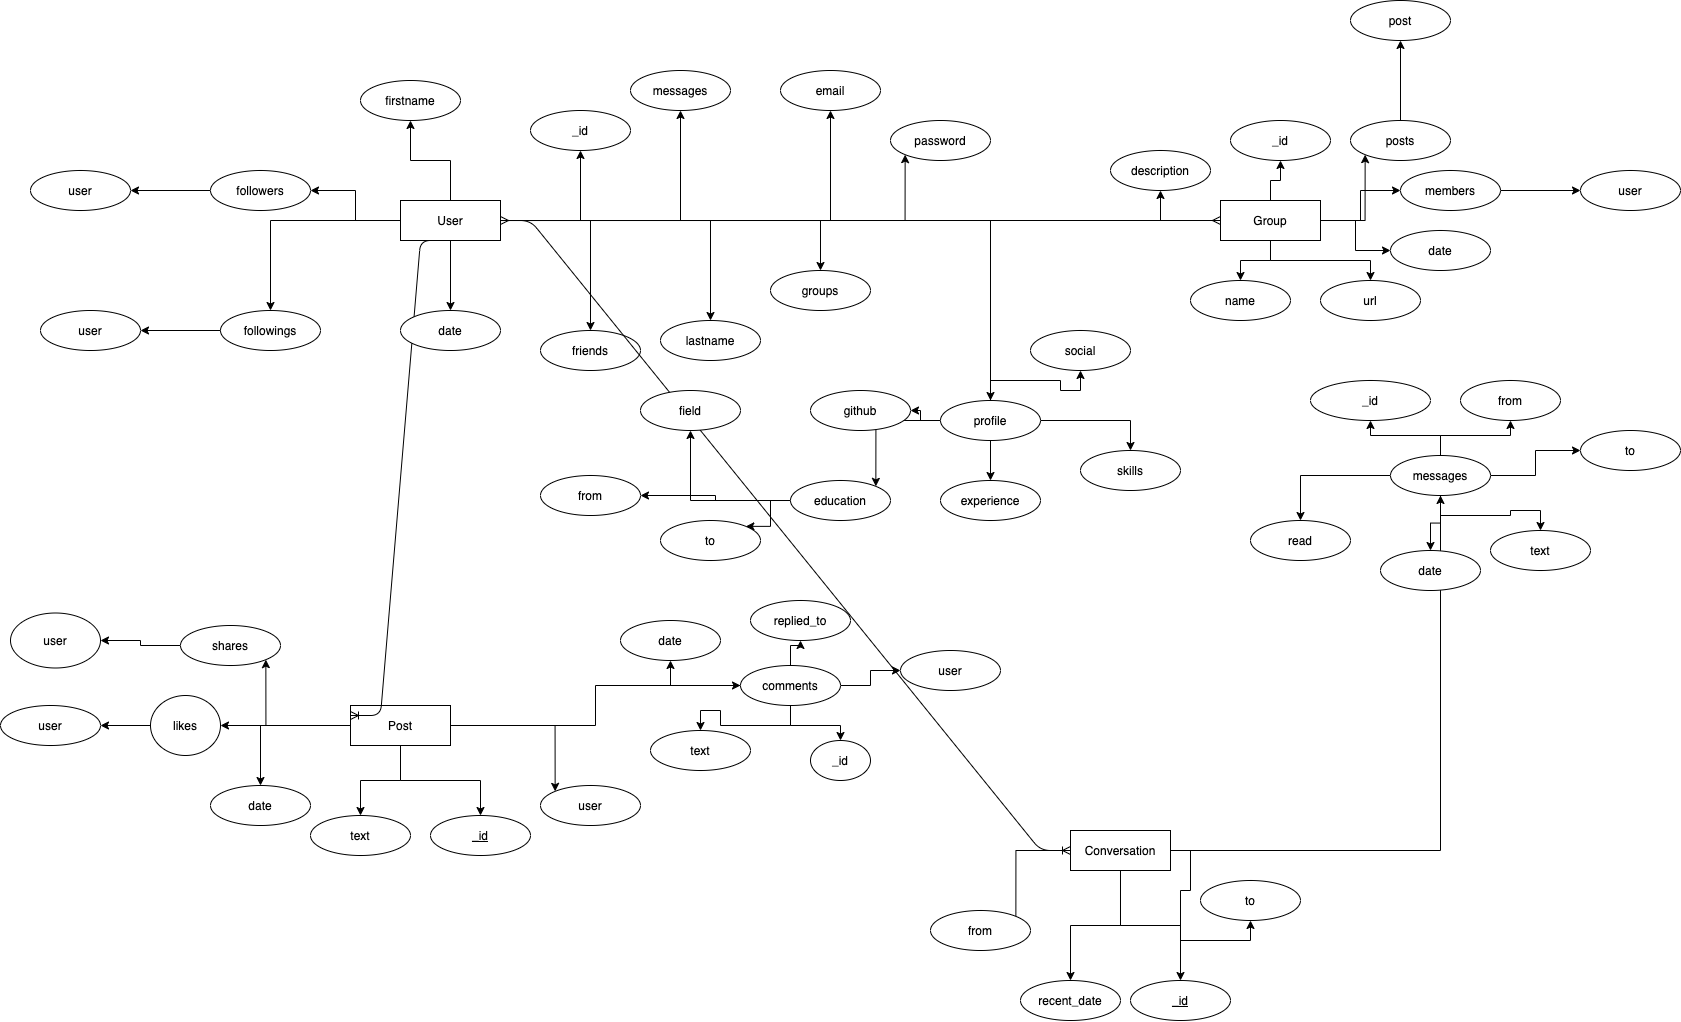 post
firstname
messages
email
_id
password
_id
posts
description
user
followers
members
user
User
Group
date
groups
name
url
user
followings
date
friends
lastname
social
_id
from
field
github
profile
to
skills
messages
from
education
experience
to
read
text
date
replied_to
user
shares
date
user
comments
user
likes
Post
text
_id
date
user
text
_id
Conversation
to
from
recent_date
_id